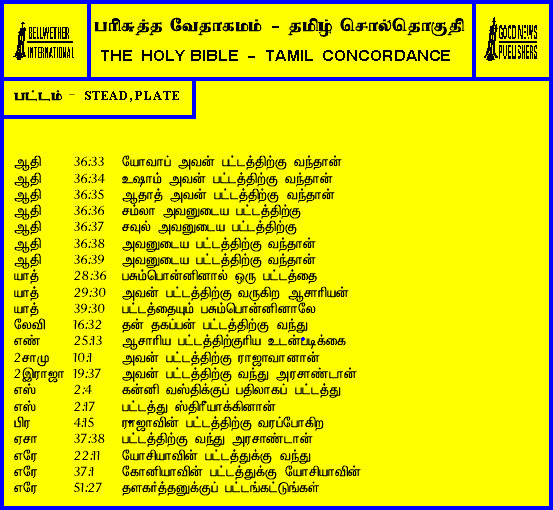 BELLWETHER
INTERNATIONAL
பரிசுத்த வேதாகமம் - தமிழ் சொல்தொகுதி
THE HOLY BIBLE - TAMIL CONCORDANCE
GOOD NEWS
PUBLISHERS
பட்டம் - STEAD,PLATE
ஆதி 36:33 யோவாப் அவன் பட்டத்திற்கு வந்தான்
ஆதி 36:34 உஷாம் அவன் பட்டத்திற்கு வந்தான்
ஆதி 36:35 ஆதாத் அவன் பட்டத்திற்கு வந்தான்
ஆதி 36:36 சம்லா அவனுடைய பட்டத்திற்கு
ஆதி 36:37 சவுல் அவனுடைய பட்டத்திற்கு
ஆதி 36:38 அவனுடைய பட்டத்திற்கு வந்தான்
ஆதி 36:39 அவனுடைய பட்டத்திற்கு வந்தான்
யாத் 28:36 பசும்பொன்னினால் ஒரு பட்டத்தை
யாத் 29:30 அவன் பட்டத்திற்கு வருகிற ஆசாரியன்
யாத் 39:30 பட்டத்தையும் பசும்பொன்னினாலே
லேவி 16:32 தன் தகப்பன் பட்டத்திற்கு வந்து
எண் 25:13 ஆசாரிய பட்டத்திற்குரிய உடன்படிக்கை
2சாமு 10:1 அவன் பட்டத்திற்கு ராஜாவானான்
2இராஜா 19:37 அவன் பட்டத்திற்கு வந்து அரசாண்டான்
எஸ் 2:4 கன்னி வஸ்திக்குப் பதிலாகப் பட்டத்து
எஸ் 2:17 பட்டத்து ஸ்திரீயாக்கினான்
பிர 4:15 ராஜாவின் பட்டத்திற்கு வரப்போகிற
ஏசா 37:38 பட்டத்திற்கு வந்து அரசாண்டான்
எரே 22:11 யோசியாவின் பட்டத்துக்கு வந்து
எரே 37:1 கோனியாவின் பட்டத்துக்கு யோசியாவின்
எரே 51:27 தளகர்த்தனுக்குப் பட்டங்கட்டுங்கள்